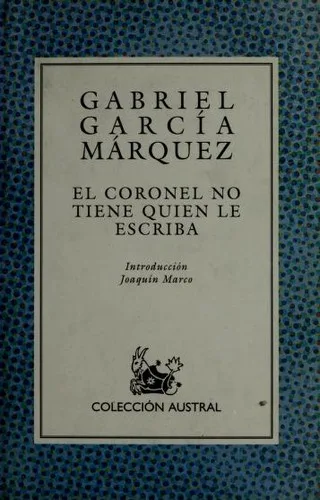 GABRIEL
GARCÍA
MÁRQUEZ
EL CORONEL NO
TIENE QUIEN LE
ESCRIBA
Introducción
Joaquín Marco
COLECCIÓN AUSTRAL